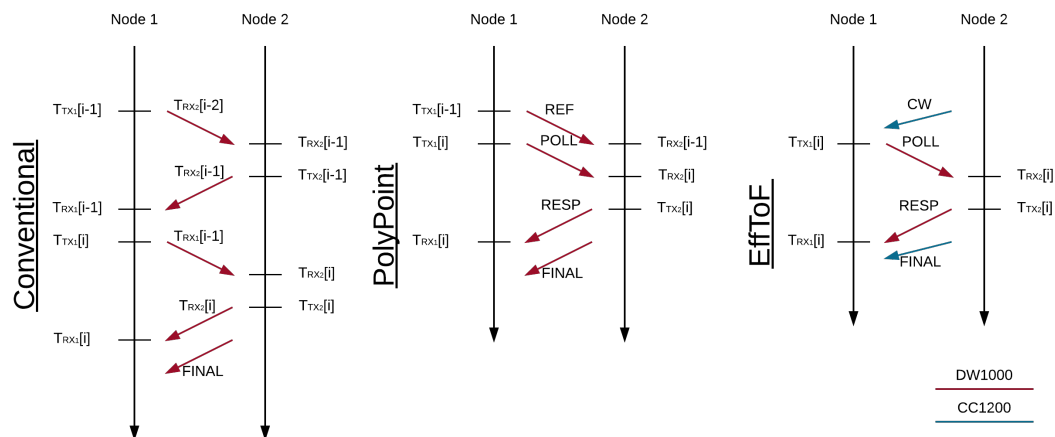 Node 1
Node 2
Conventional
TTX1[i-1]
TRX2[i-2]
TRX2[i-1]
TRX2[i-1]
TTX2[i-1]
TRX1[i-1]
TTX1[i]
TRX1[i-1]
TRX2[i]
TRX2[i]
TTX2[i]
TRX1[i]
FINAL
Node 1
Node 2
PolyPoint
TTX1[i-1]
REF
TTX1[i]
POLL
TRX2[i-1]
TRX2[i]
RESP
TTX2[i]
TRX1[i]
FINAL
Node 1
Node 2
EffToF
CW
TTX1[i]
POLL
TRX2[i]
RESP
TTX2[i]
TRX1[i]
FINAL
DW1000
CC1200